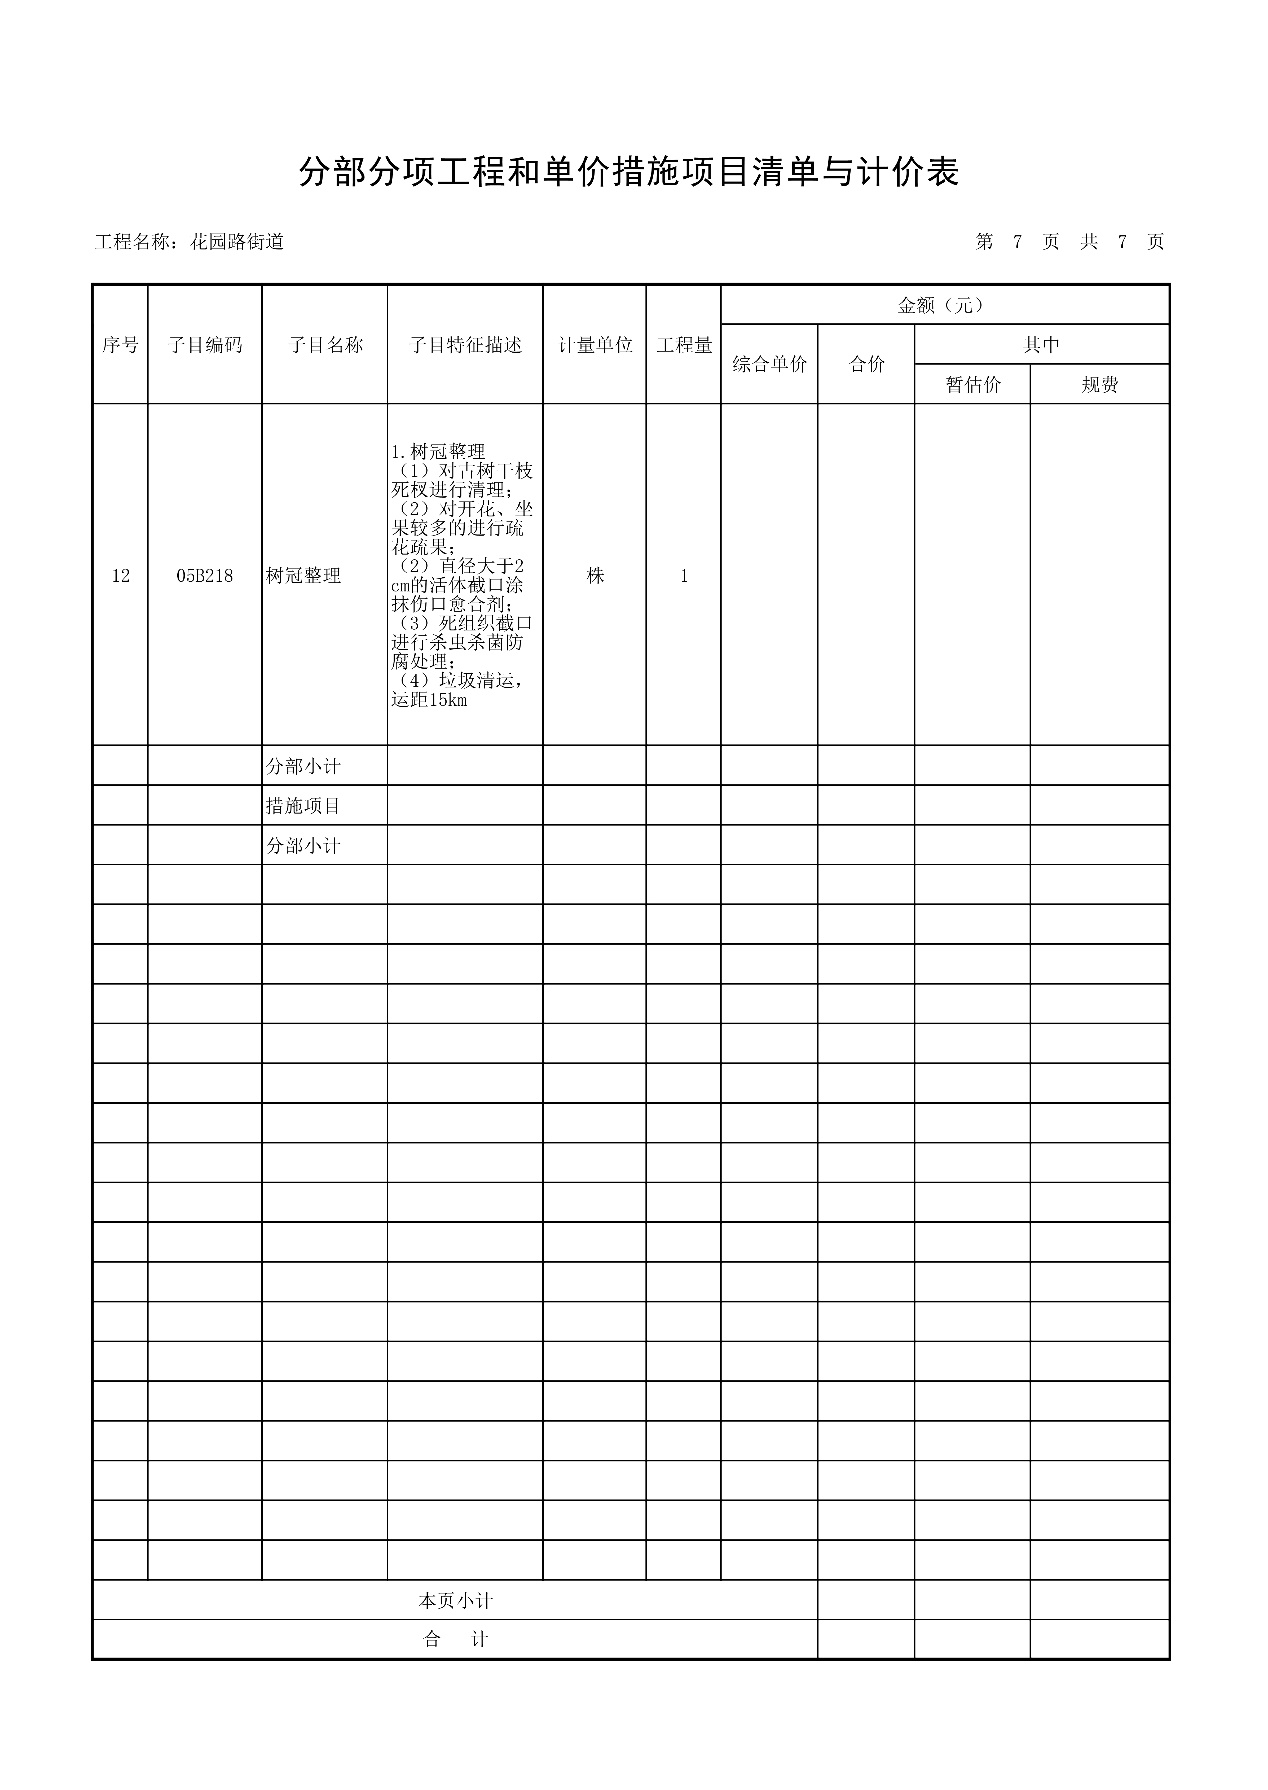 分部分项工程和单价措施项目清单与计价表
工程名称：花园路街道
第 7 页 共 7 页
序号 子目编码 子目名称 子目特征描述 计量单位 工程量 金额（元）
综合单价 合价 其中
暂估价 规费
12 05B218 树冠整理
1.树冠整理
（1）对古树干枝
死杈进行清理；
（2）对开花、坐
果较多的进行疏
花疏果；
（2）直径大于2
cm的活体截口涂
抹伤口愈合剂；
（3）死组织截口
进行杀虫杀菌防
腐处理；
（4）垃圾清运，
运距15km
株 1
分部小计
措施项目
分部小计
本页小计
合 计